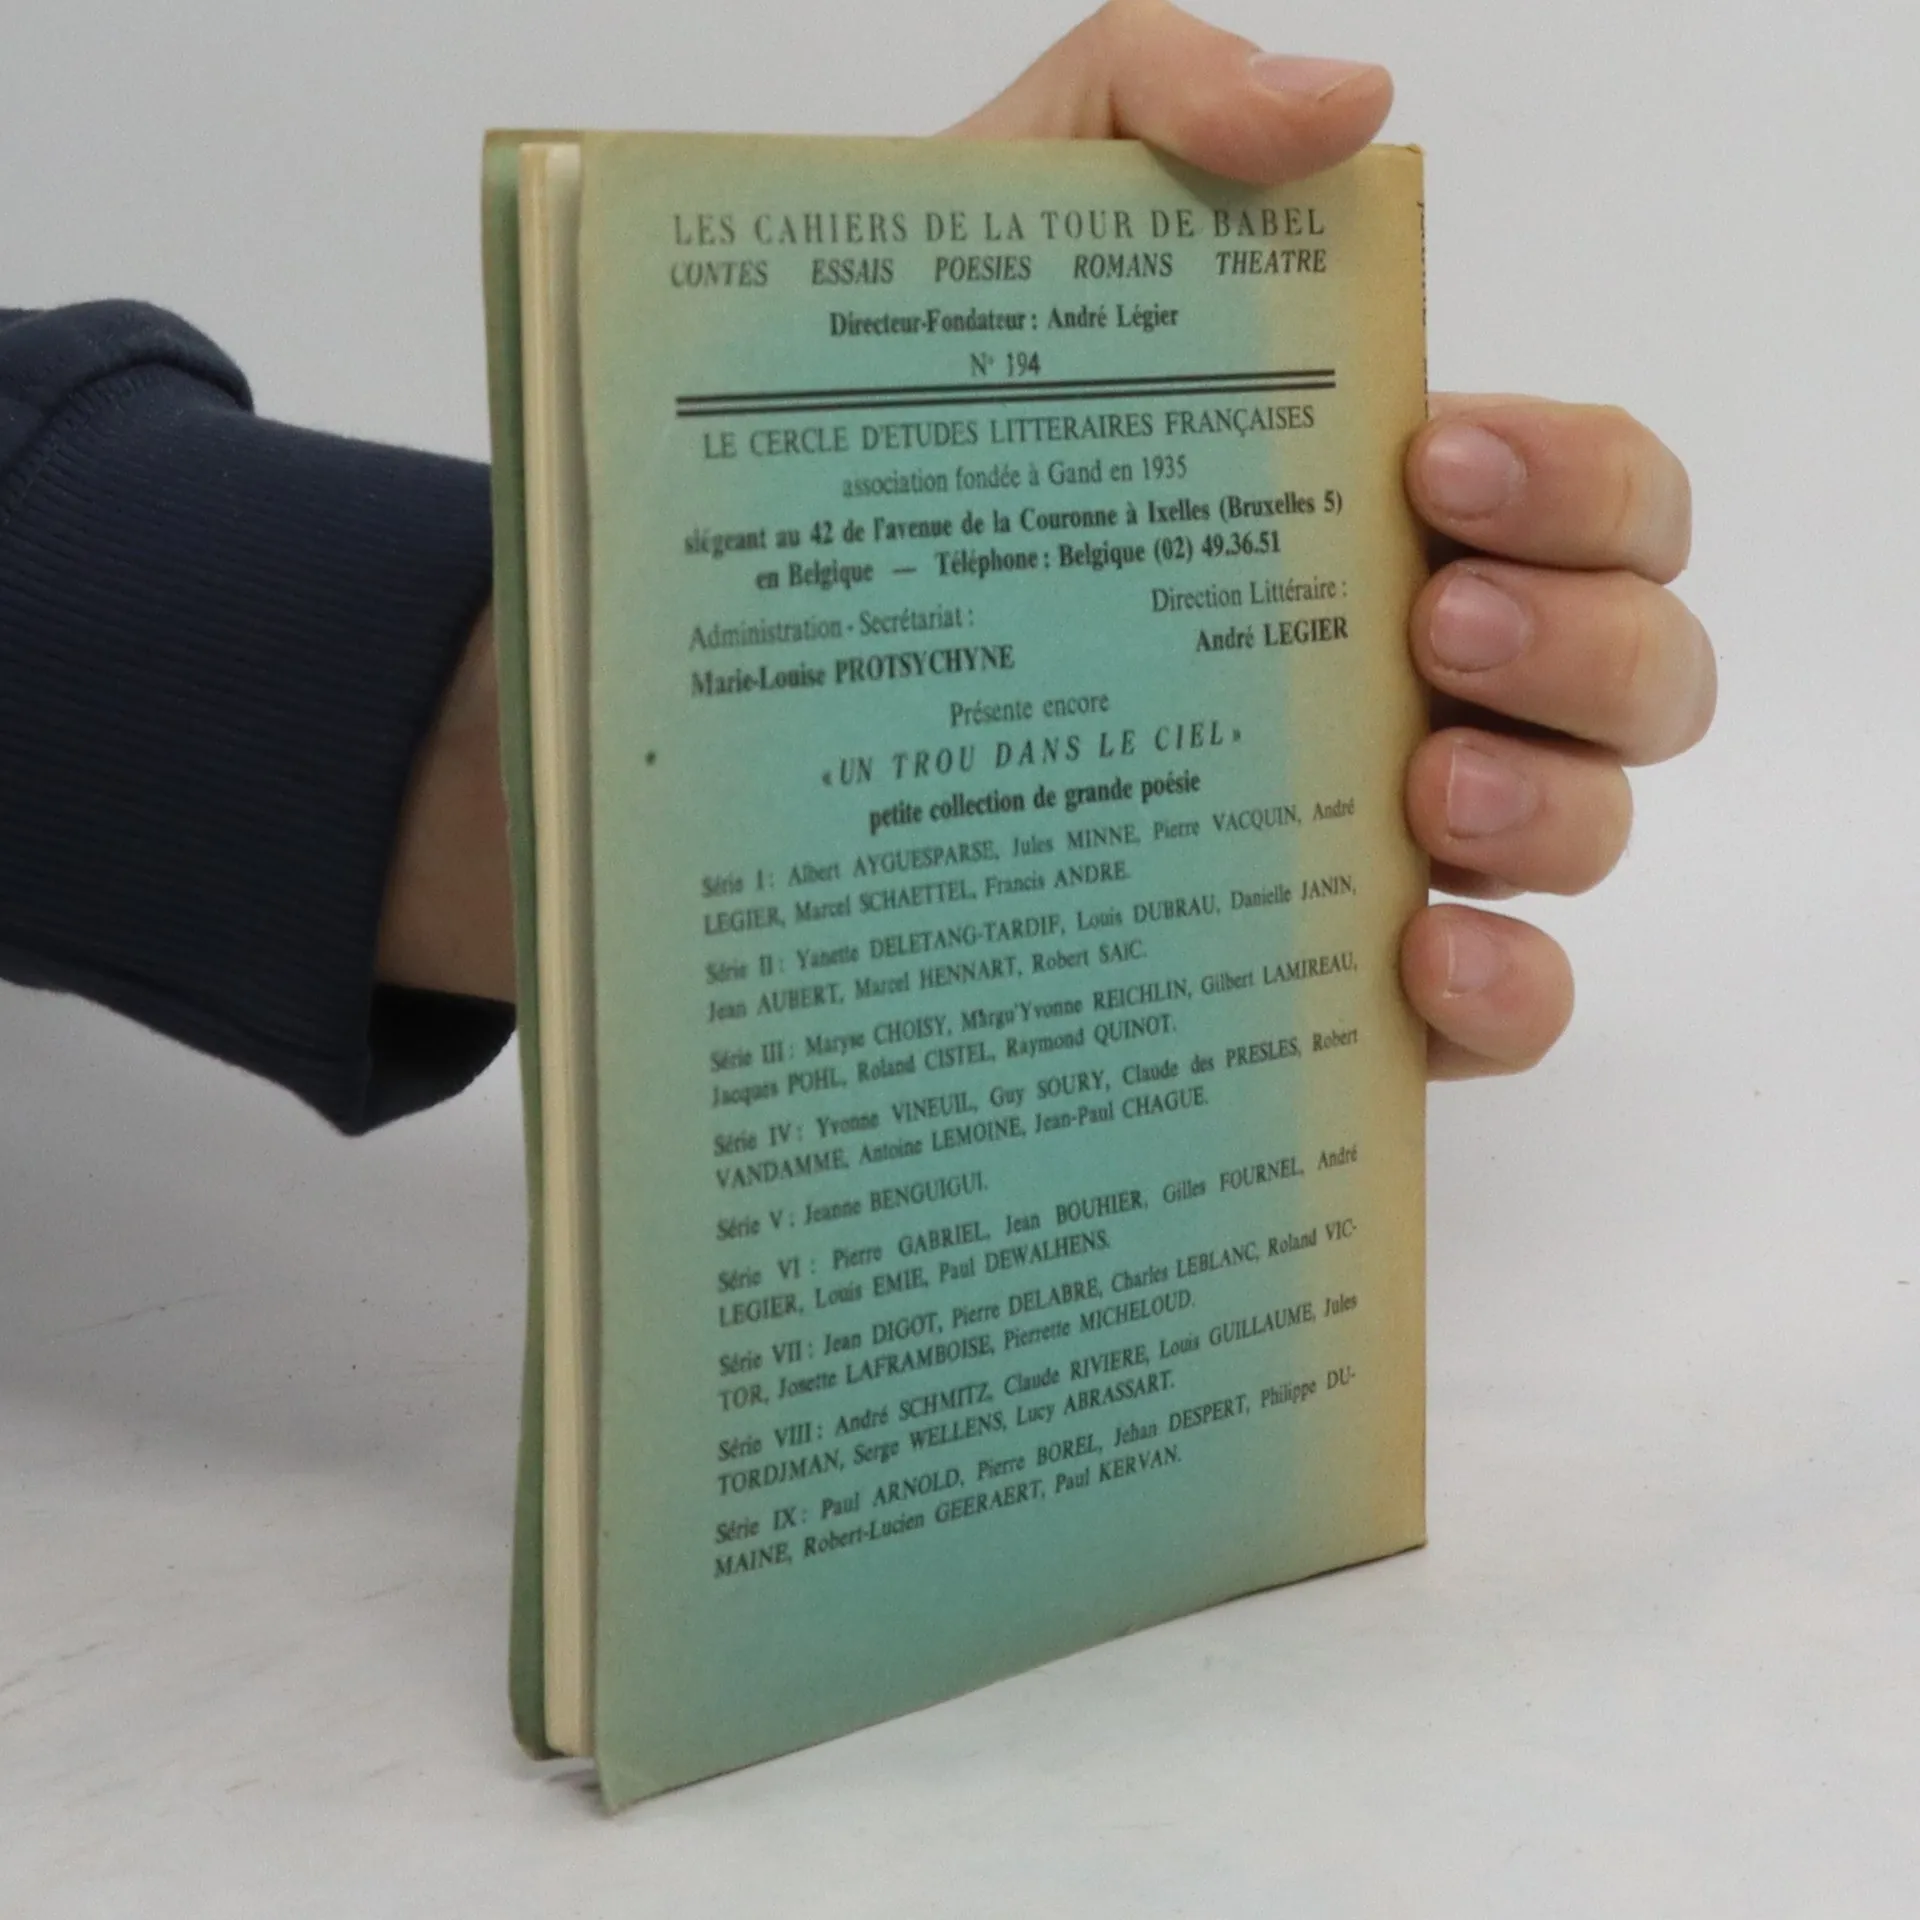 LES CAHIERS DE LA TOUR DE BABEL
CONTES ESSAIS POESIES ROMANS THEATRE
Directeur-Fondateur : André Légier
N° 194
LE CERCLE D'ETUDES LITTERAIRES FRANÇAISES
association fondée à Gand en 1935
siégeant au 42 de l'avenue de la Couronne à Ixelles (Bruxelles 5)
en Belgique — Téléphone : Belgique (02) 49.36.51
Administration - Secrétariat : Direction Littéraire :
Marie-Louise PROTSYCHYNE André LEGIER
Présente encore
« UN TROU DANS LE CIEL »
petite collection de grande poésie
Série I : Albert AYGUESPARSE, Jules MINNE, Pierre VACQUIN, André
LEGIER, Marcel SCHAETTEL, Francis ANDRE.
Série II : Yanette DELETANG-TARDIF, Louis DUBRAU, Danielle JANIN,
Jean AUBERT, Marcel HENNART, Robert SAIC.
Série III : Maryse CHOISY, Margu'Yvonne REICHLIN, Gilbert LAMIREAU,
Jacques POHL, Roland CISTEL, Raymond QUINOT.
Série IV : Yvonne VINEUIL, Guy SOURY, Claude des PRESLES, Robert
VANDAMME, Antoine LEMOINE, Jean-Paul CHAGUE.
Série V : Jeanne BENGUIGUI.
Série VI : Pierre GABRIEL, Jean BOUHIER, Gilles FOURNEL, André
LEGIER, Louis EMIE, Paul DEWALHENS.
Série VII : Jean DIGOT, Pierre DELABRE, Charles LEBLANC, Roland VIC-
TOR, Josette LAFRAMBOISE, Pierrette MICHELOUD.
Série VIII : André SCHMITZ, Claude RIVIERE, Louis GUILLAUME, Jules
TORDJMAN, Serge WELLENS, Lucy ABRASSART.
Série IX : Paul ARNOLD, Pierre BOREL, Jehan DESPERT, Philippe DU-
MAINE, Robert-Lucien GEERAERT, Paul KERVAN.